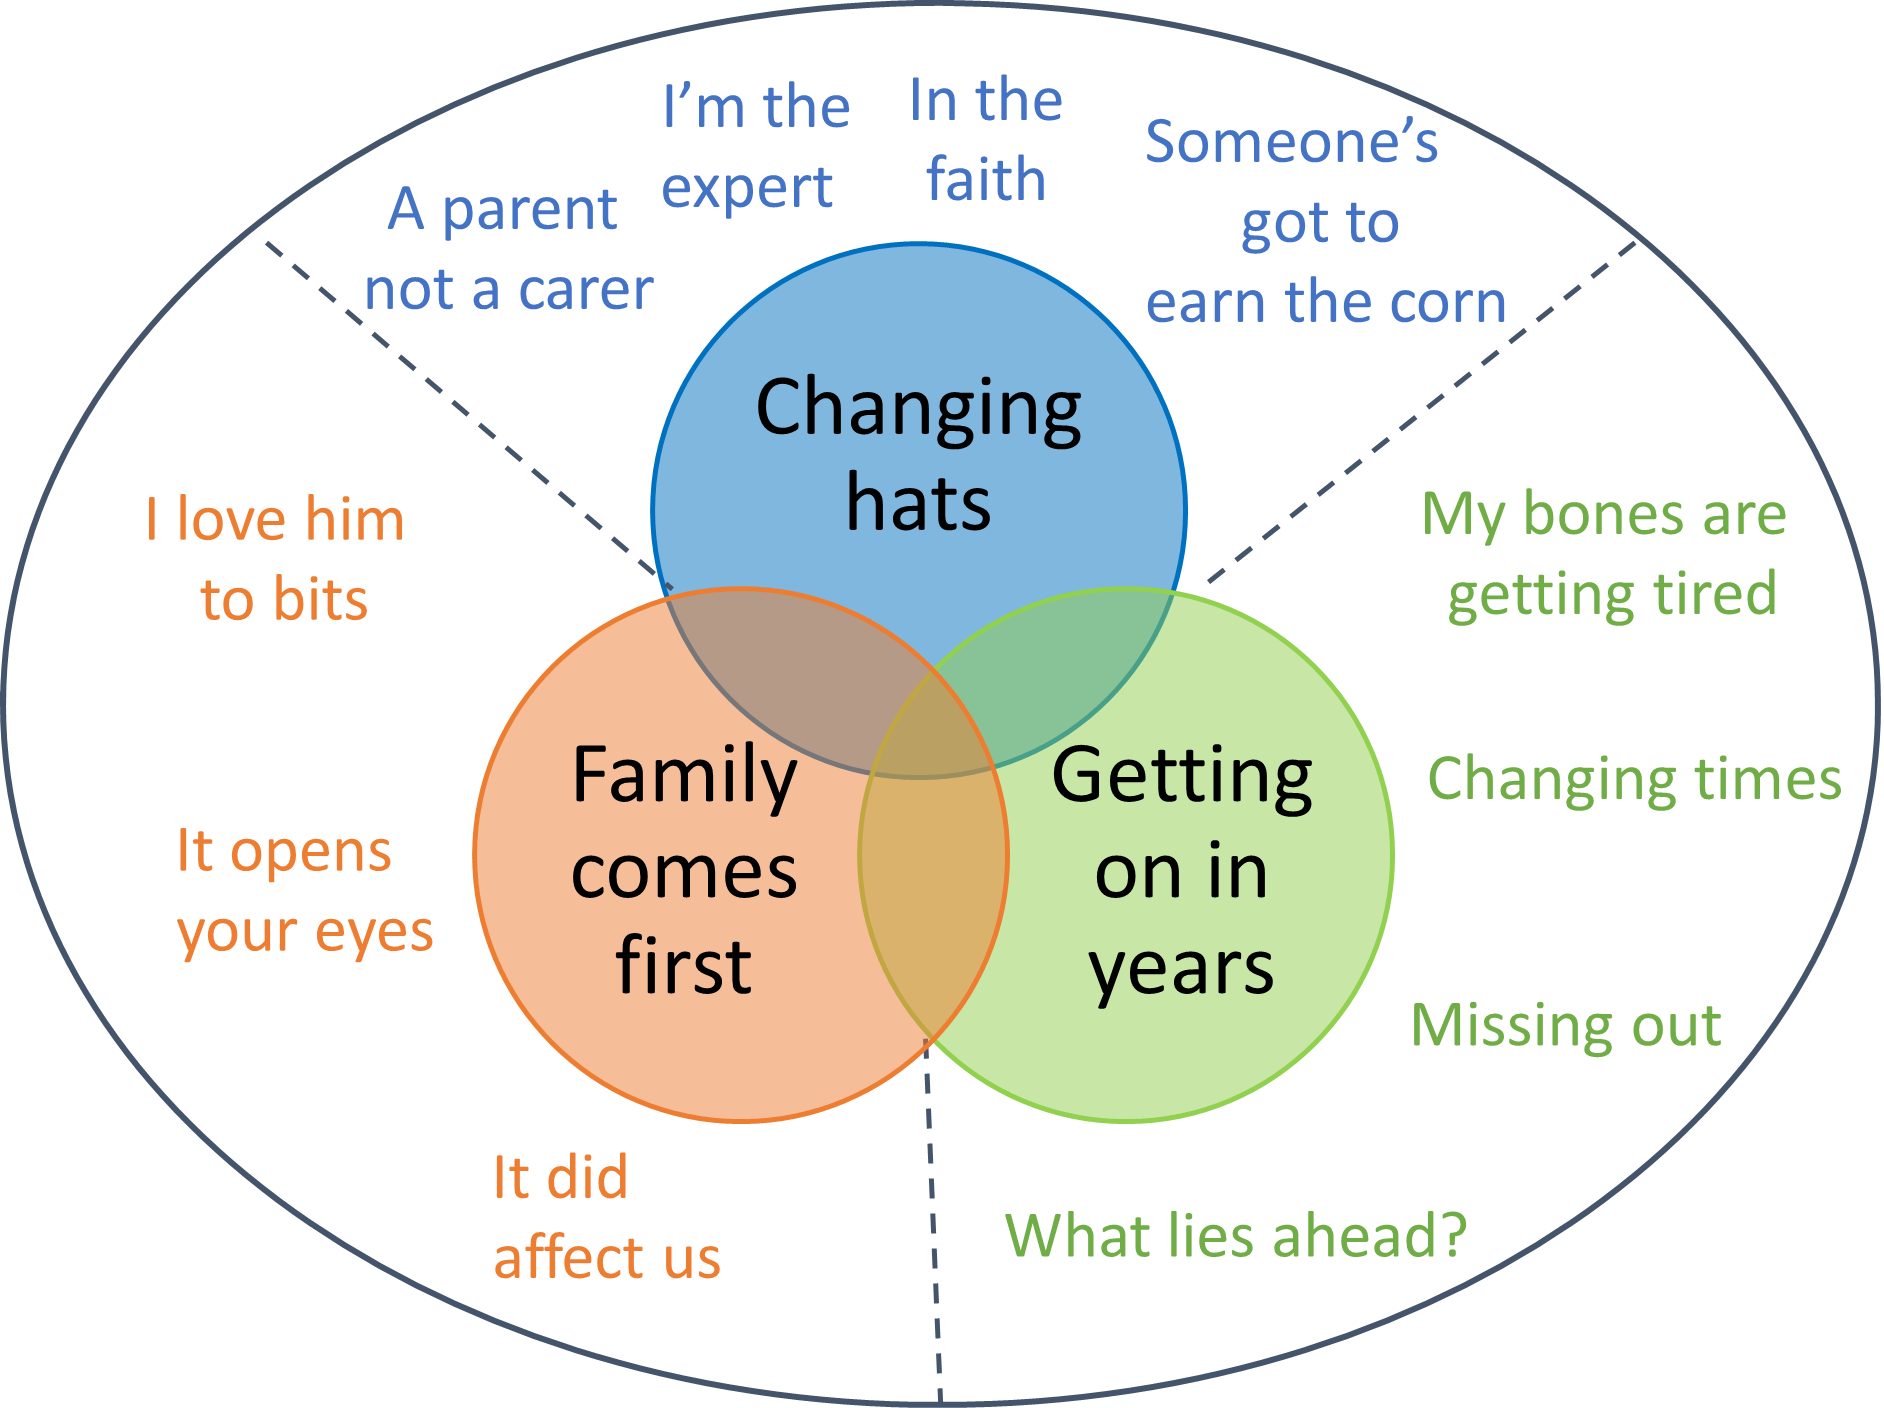 I'm the
expert
In the
faith
Someone's
got to
earn the corn
A parent
not a carer
Changing
hats
I love him
to bits
My bones are
getting tired
Family
comes
first
Getting
on in
years
Changing times
It opens
your eyes
Missing out
It did
affect us
What lies ahead?